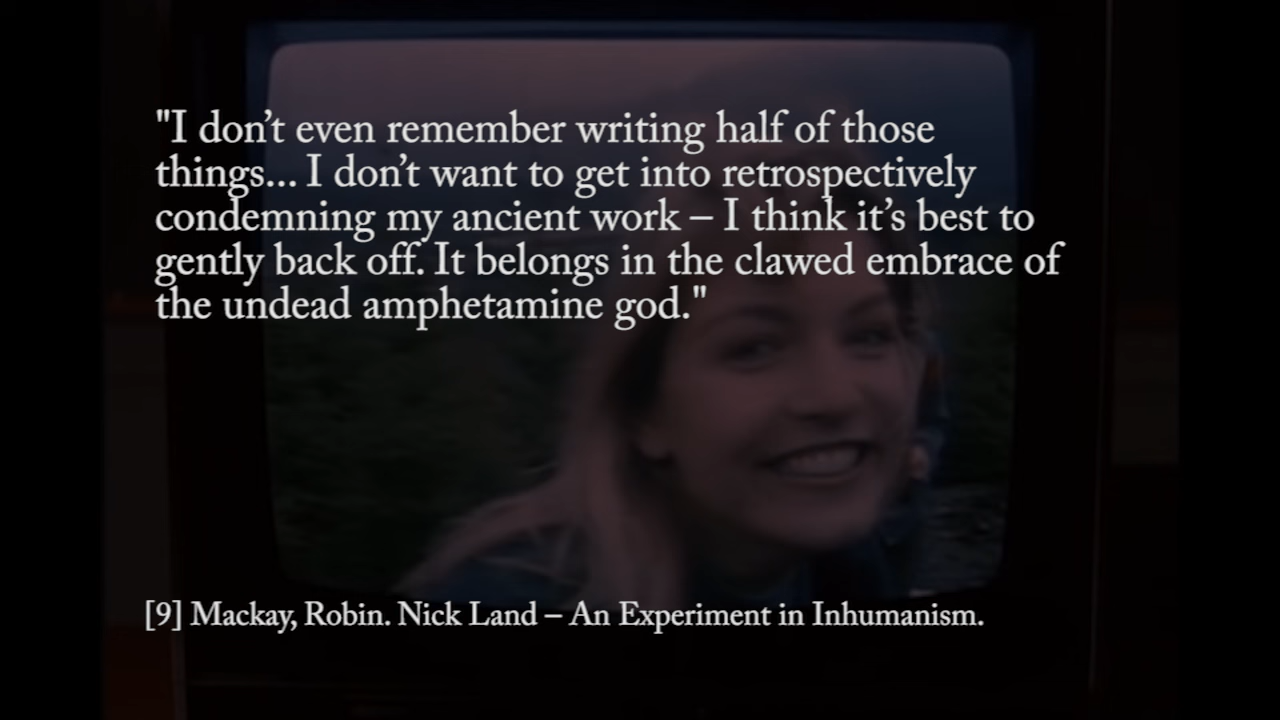 "I don’t even remember writing half of those
things... I don’t want to get into retrospectively
condemning my ancient work – I think it’s best to
gently back off. It belongs in the clawed embrace of
the undead amphetamine god."
[9] Mackay, Robin. Nick Land – An Experiment in Inhumanism.